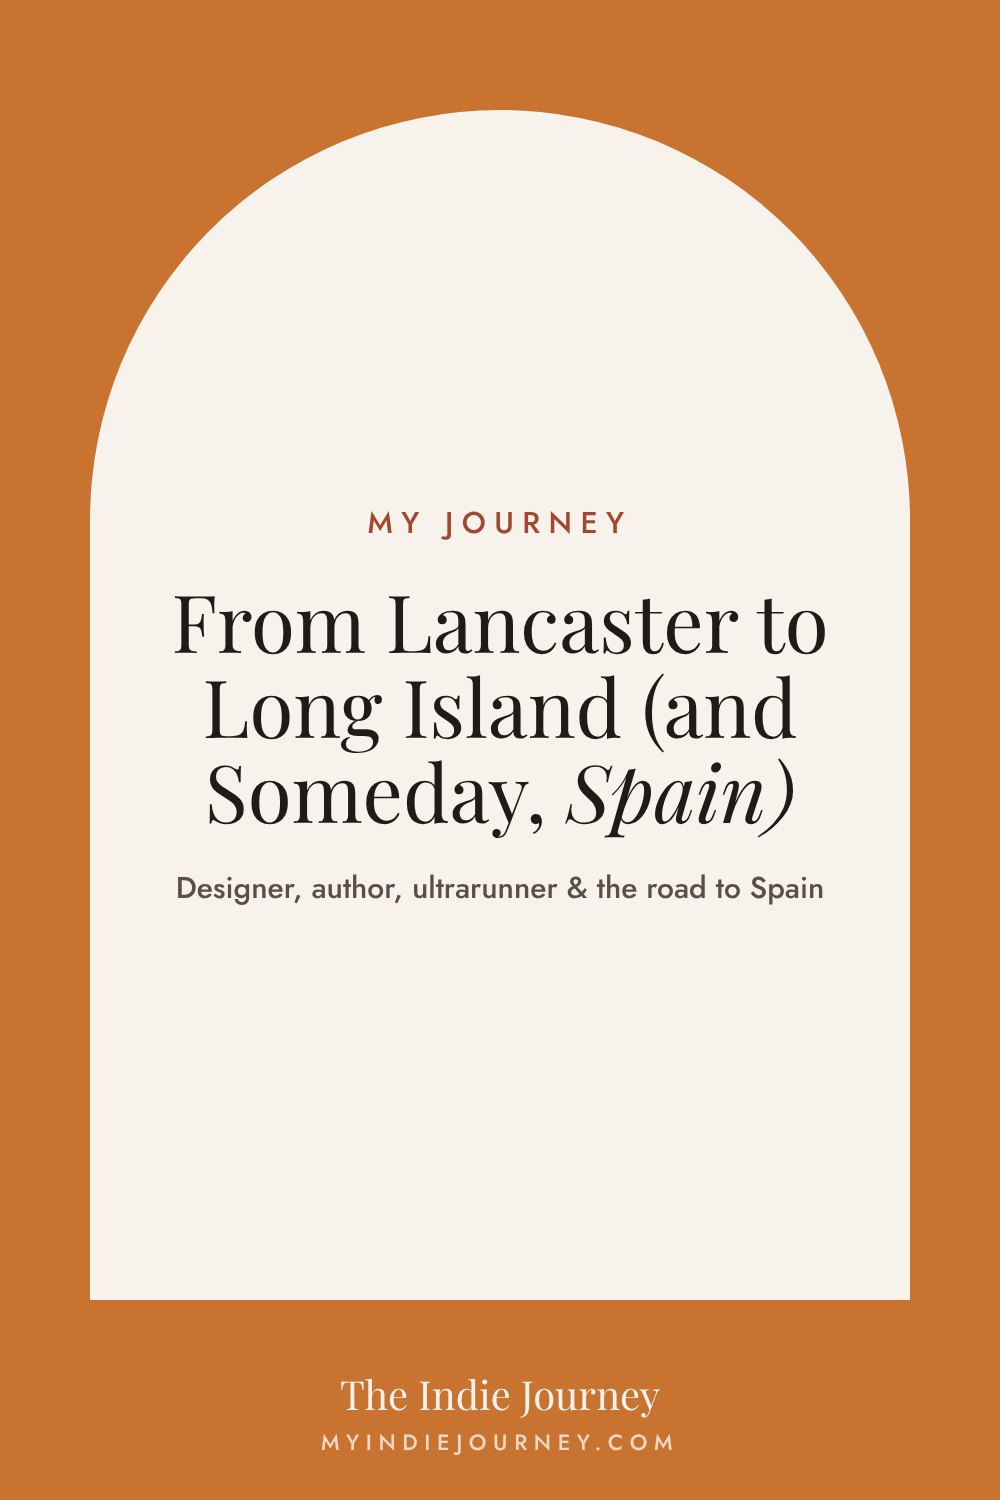 MY JOURNEY
From Lancaster to
Long Island (and
Someday, Spain)
Designer, author, ultrarunner & the road to Spain
The Indie Journey
MYINDIEJOURNEY.COM